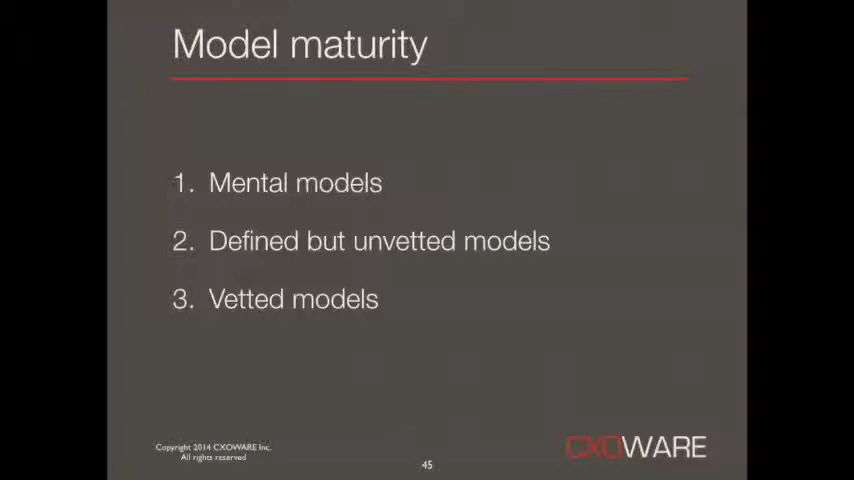 Model maturity
1. Mental models
2. Defined but unvetted models
3. Vetted models
Copyright 2014 CXOWARE Inc.
All rights reserved
45
CXOWARE